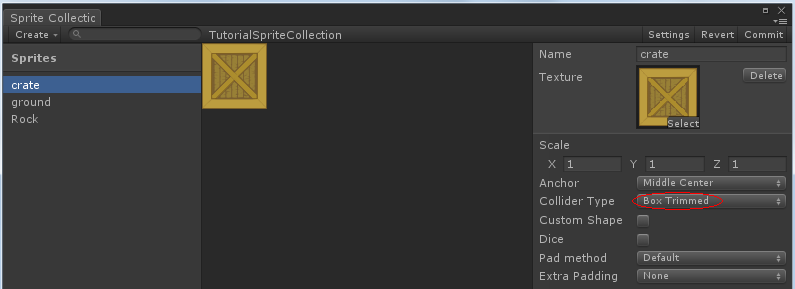 Sprite Collectic
Create
TutorialSpriteCollection
Settings Revert Commit
Sprites
crate
ground
Rock
Name crate
Texture Delete
Select
Scale
X 1 Y 1 Z 1
Anchor Middle Center
Collider Type Box Trimmed
Custom Shape
Dice
Pad method Default
Extra Padding None